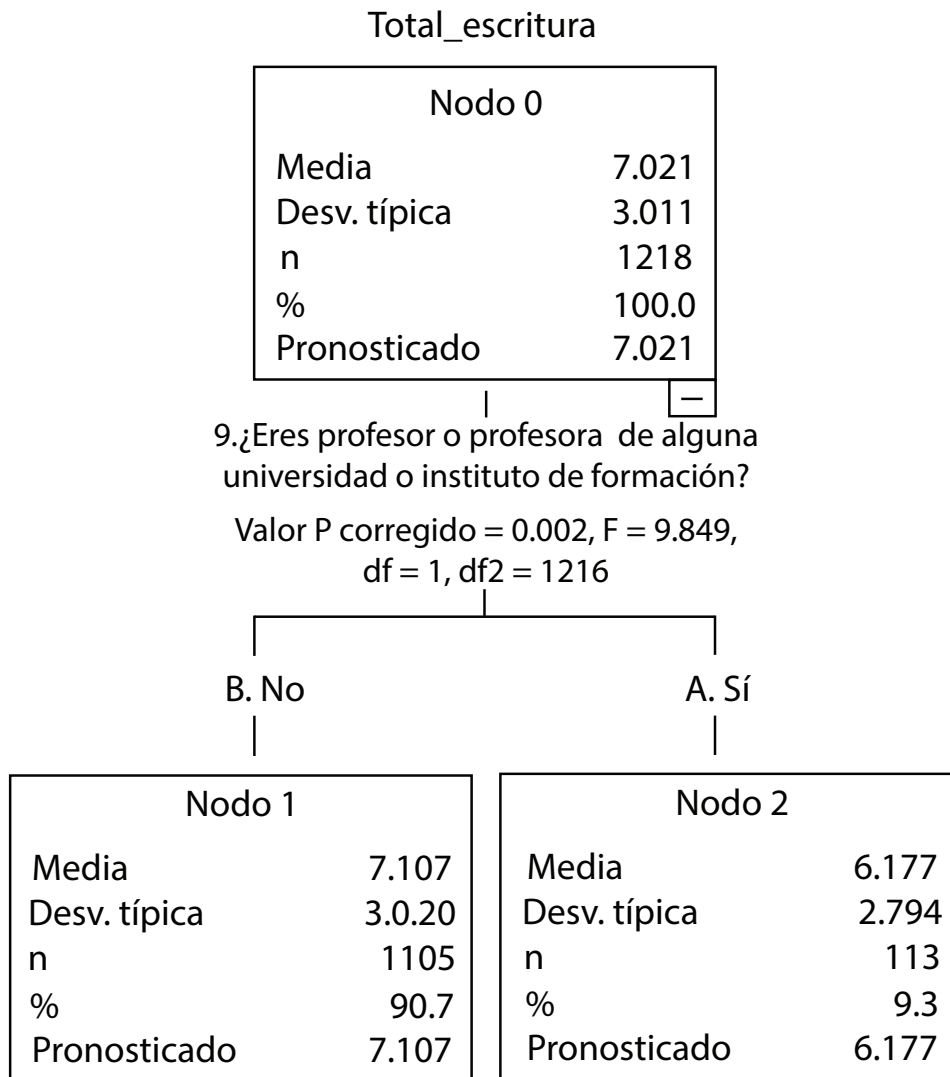 Total_escritura
Nodo 0
Media 7.021
Desv. típica 3.011
n 1218
% 100.0
Pronosticado 7.021
9.¿Eres profesor o profesora de alguna
universidad o instituto de formación?
Valor P corregido = 0.002, F = 9.849,
df = 1, df2 = 1216
B. No
A. Sí
Nodo 1
Media 7.107
Desv. típica 3.0.20
n 1105
% 90.7
Pronosticado 7.107
Nodo 2
Media 6.177
Desv. típica 2.794
n 113
% 9.3
Pronosticado 6.177